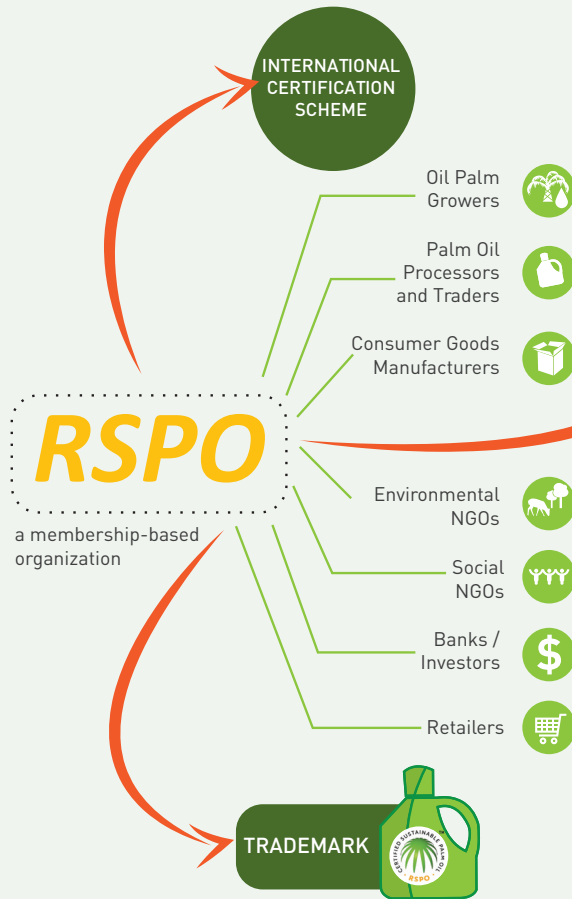 INTERNATIONAL
CERTIFICATION
SCHEME
Oil Palm
Growers
Palm Oil
Processors
and Traders
Consumer Goods
Manufacturers
RSPO
a membership-based
organization
Environmental
NGOs
Social
NGOs
Banks /
Investors
$
Retailers
TRADEMARK
CERTIFIED SUSTAINABLE PALM OIL
RSPO